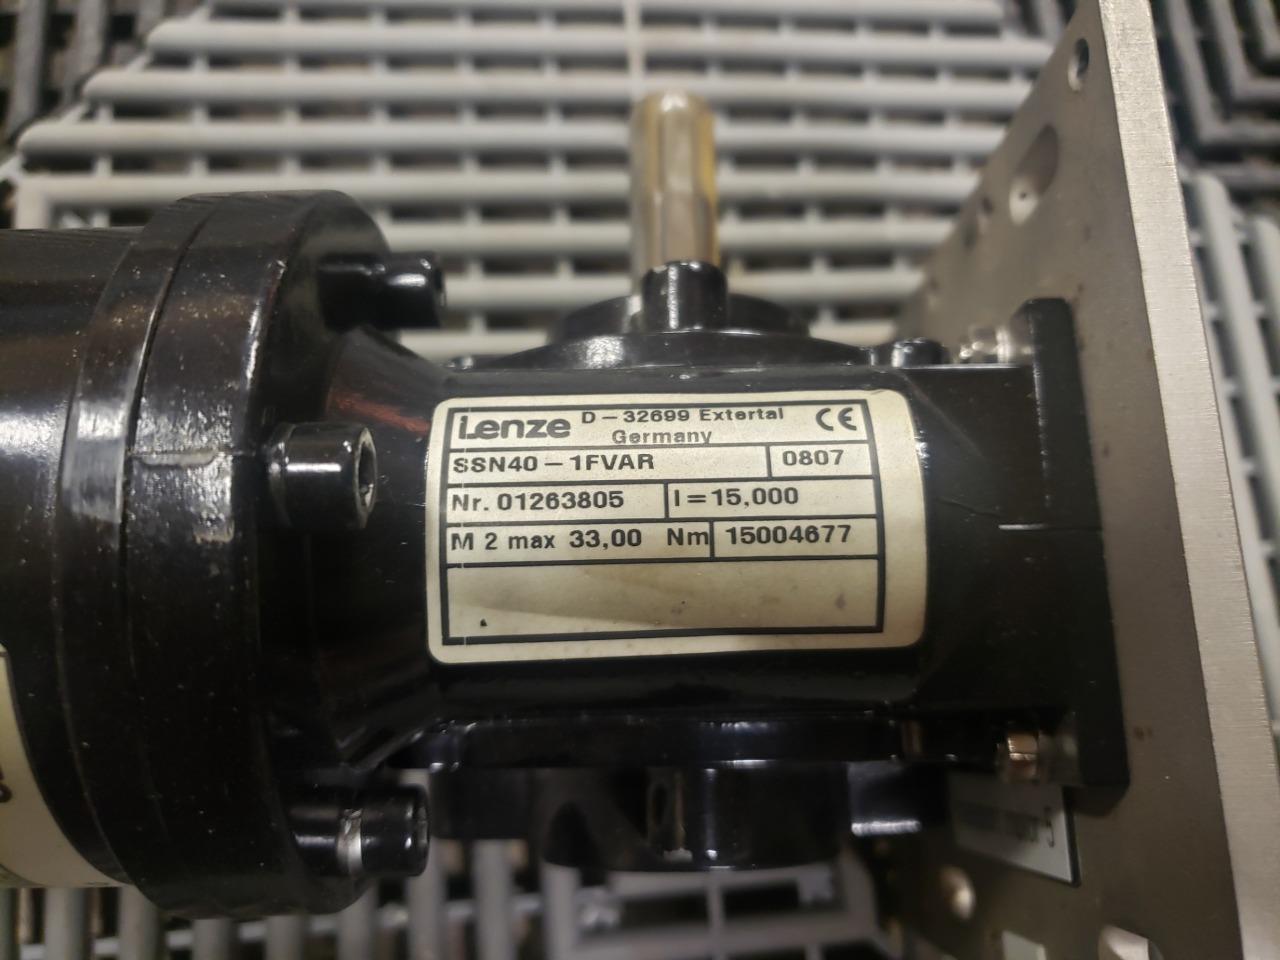 Lenze D-32699 Extertal CE
Germany
SSN40-1FVAR 0807
Nr. 01263805 I=15,000
M 2 max 33,00 Nm 15004677